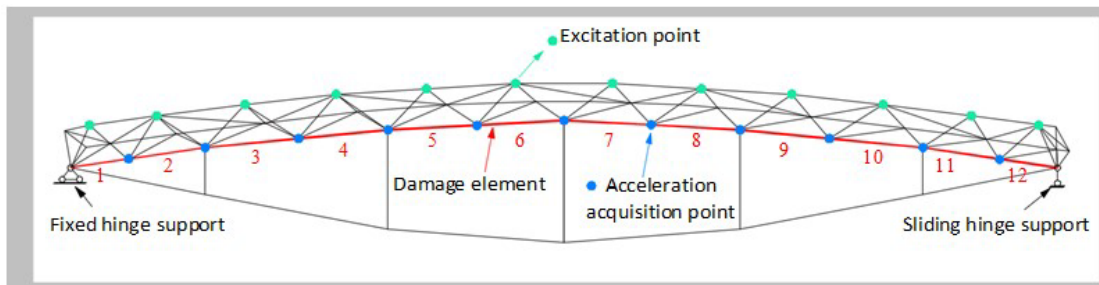 Excitation point
1
2
3
4
5
6
7
8
9
10
11
12
Damage element
Acceleration
acquisition point
Fixed hinge support
Sliding hinge support